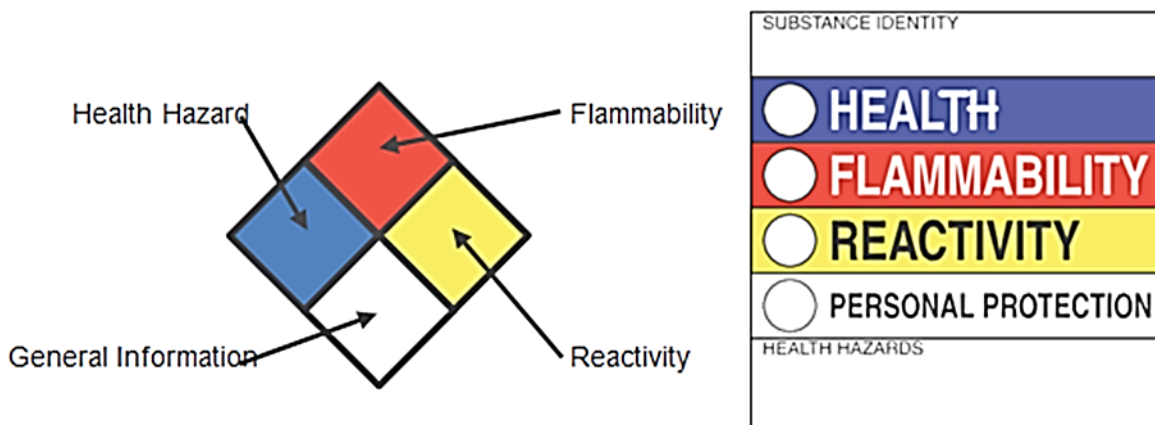 Health Hazard
Flammability
General Information
Reactivity
SUBSTANCE IDENTITY
HEALTH
FLAMMABILITY
REACTIVITY
PERSONAL PROTECTION
HEALTH HAZARDS